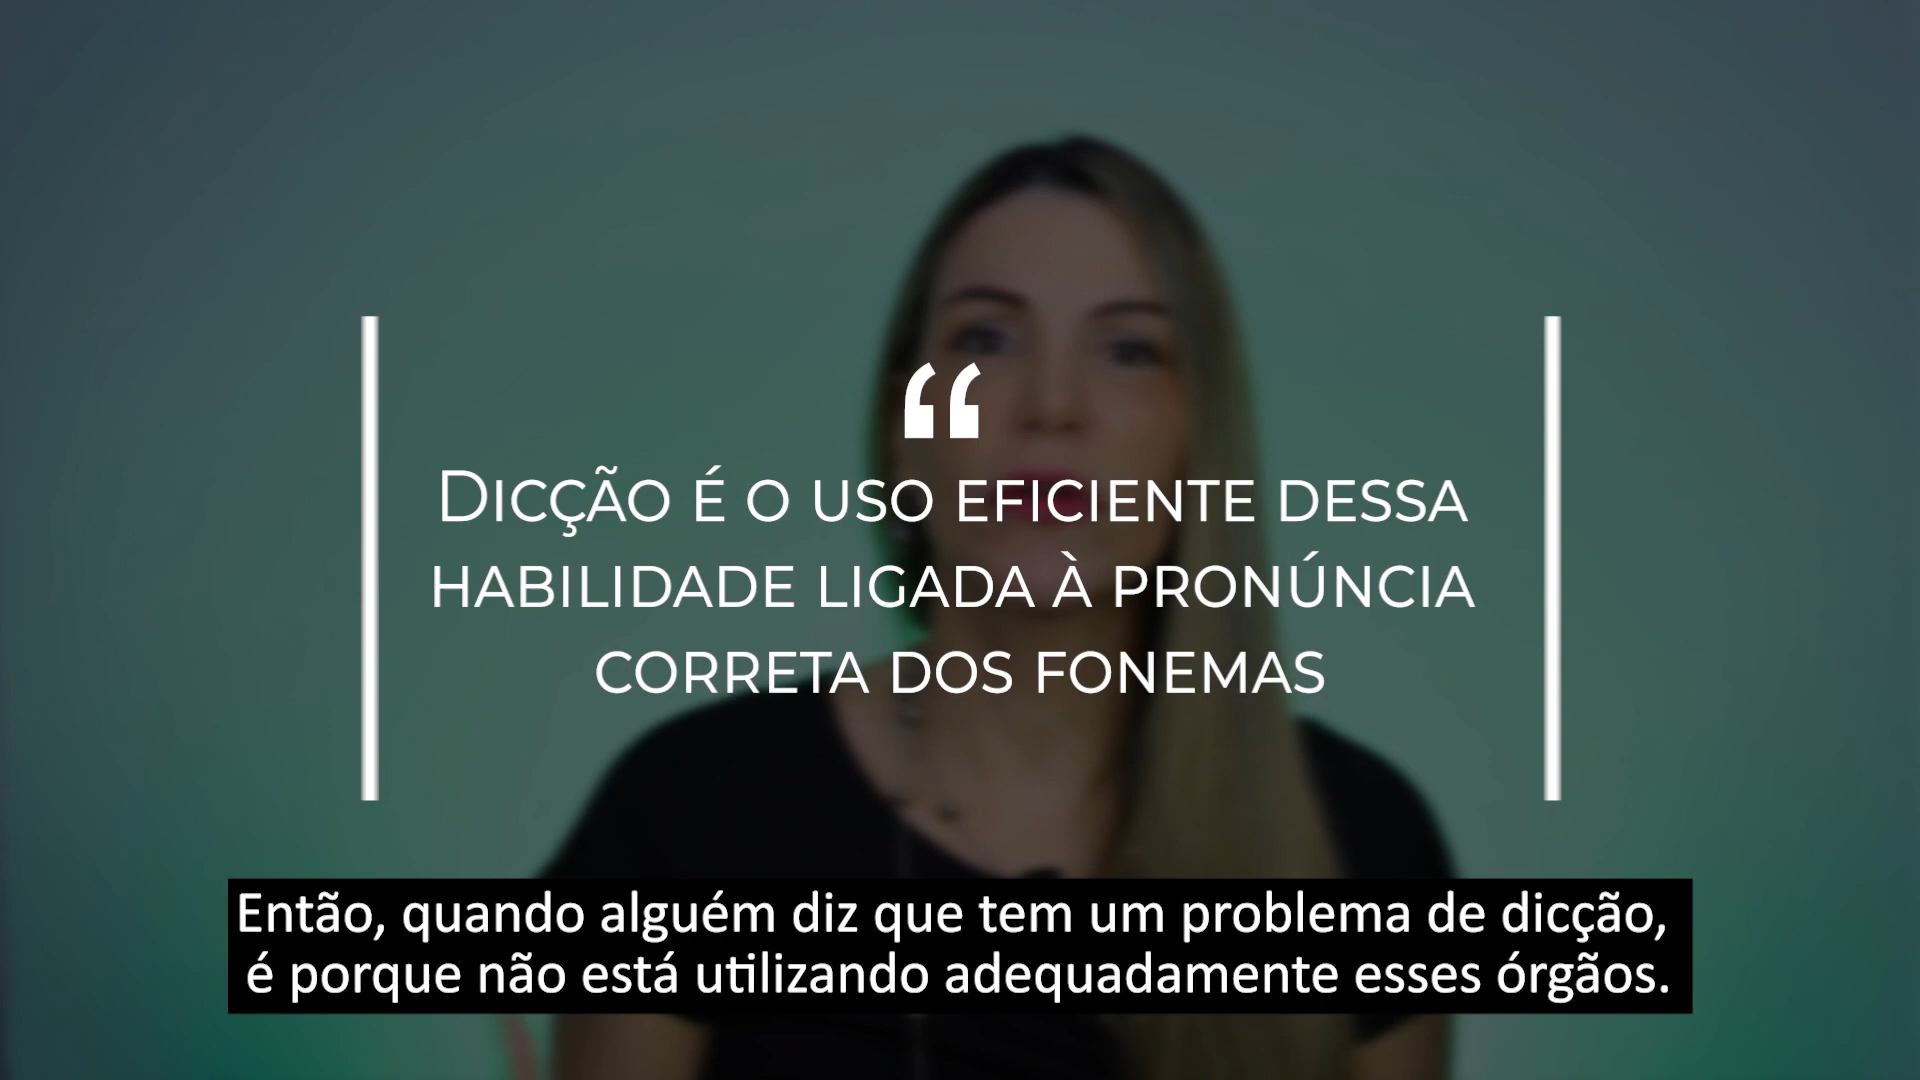 “
Dicção é o uso eficiente dessa
habilidade ligada à pronúncia
correta dos fonemas
Então, quando alguém diz que tem um problema de dicção,
é porque não está utilizando adequadamente esses órgãos.